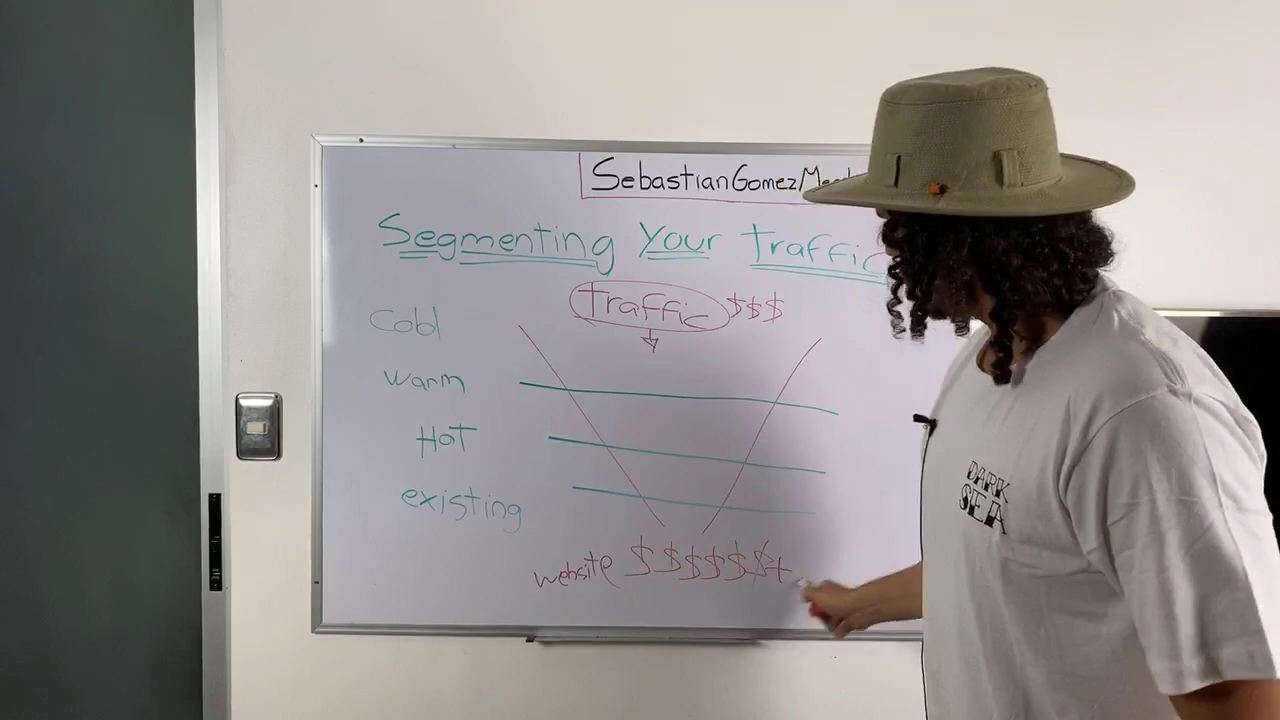 SebastianGomezMe
Segmenting Your Traffic
Traffic $$$
Cold
Warm
Hot
existing
website $$$$$$+
DARK
SEA